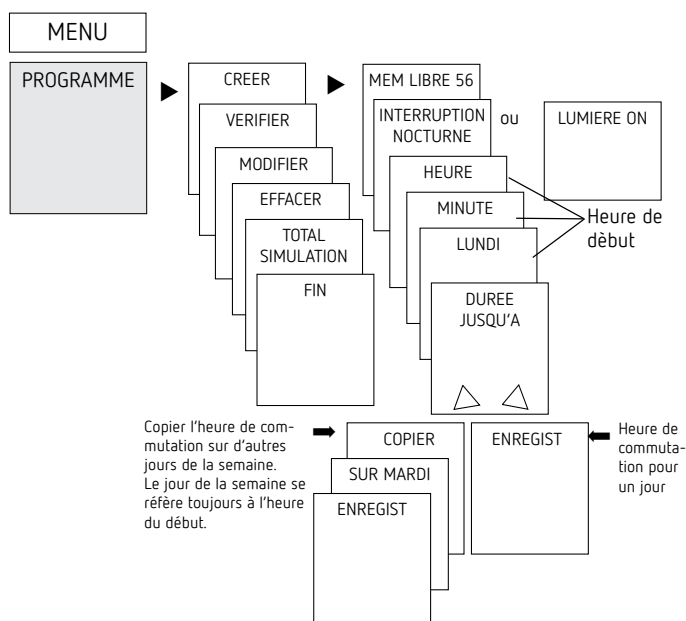 MENU
PROGRAMME
CREER
VERIFIER
MODIFIER
EFFACER
TOTAL
SIMULATION
FIN
MEM LIBRE 56
INTERRUPTION
NOCTURNE
ou
LUMIERE ON
HEURE
MINUTE
LUNDI
Heure de
dèbut
DUREE
JUSQU‘A
Copier l'heure de com-
mutation sur d'autres
jours de la semaine.
Le jour de la semaine se
réfère toujours à l'heure
du début.
COPIER
SUR MARDI
ENREGIST
ENREGIST
Heure de
commuta-
tion pour
un jour